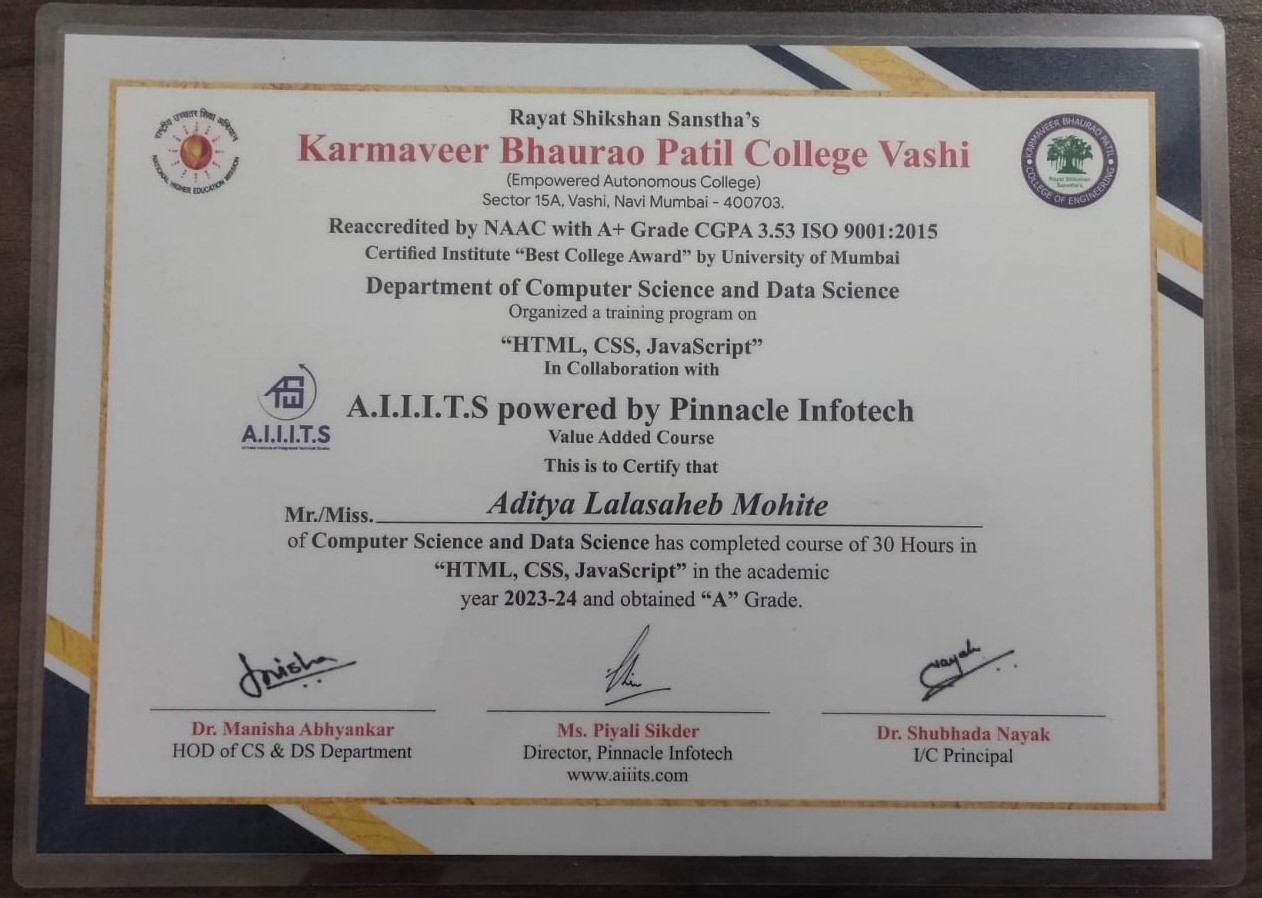 राष्ट्रीय उच्चतर शिक्षा अभियान
NATIONAL HIGHER EDUCATION MISSION
Rayat Shikshan Sanstha's
Karmaveer Bhaurao Patil College Vashi
(Empowered Autonomous College)
Sector 15A, Vashi, Navi Mumbai - 400703.
KARMAVEER BHAURAO PATIL
Rayat Shikshan
Sanstha's
COLLEGE OF ENGINEERING
Reaccredited by NAAC with A+ Grade CGPA 3.53 ISO 9001:2015
Certified Institute “Best College Award” by University of Mumbai
Department of Computer Science and Data Science
Organized a training program on
“HTML, CSS, JavaScript”
In Collaboration with
A.I.I.I.T.S
A.I.I.I.T.S powered by Pinnacle Infotech
Value Added Course
This is to Certify that
Mr./Miss. Aditya Lalasaheb Mohite
of Computer Science and Data Science has completed course of 30 Hours in
“HTML, CSS, JavaScript” in the academic
year 2023-24 and obtained “A” Grade.
Dr. Manisha Abhyankar
HOD of CS & DS Department
Ms. Piyali Sikder
Director, Pinnacle Infotech
www.aiiits.com
Dr. Shubhada Nayak
I/C Principal